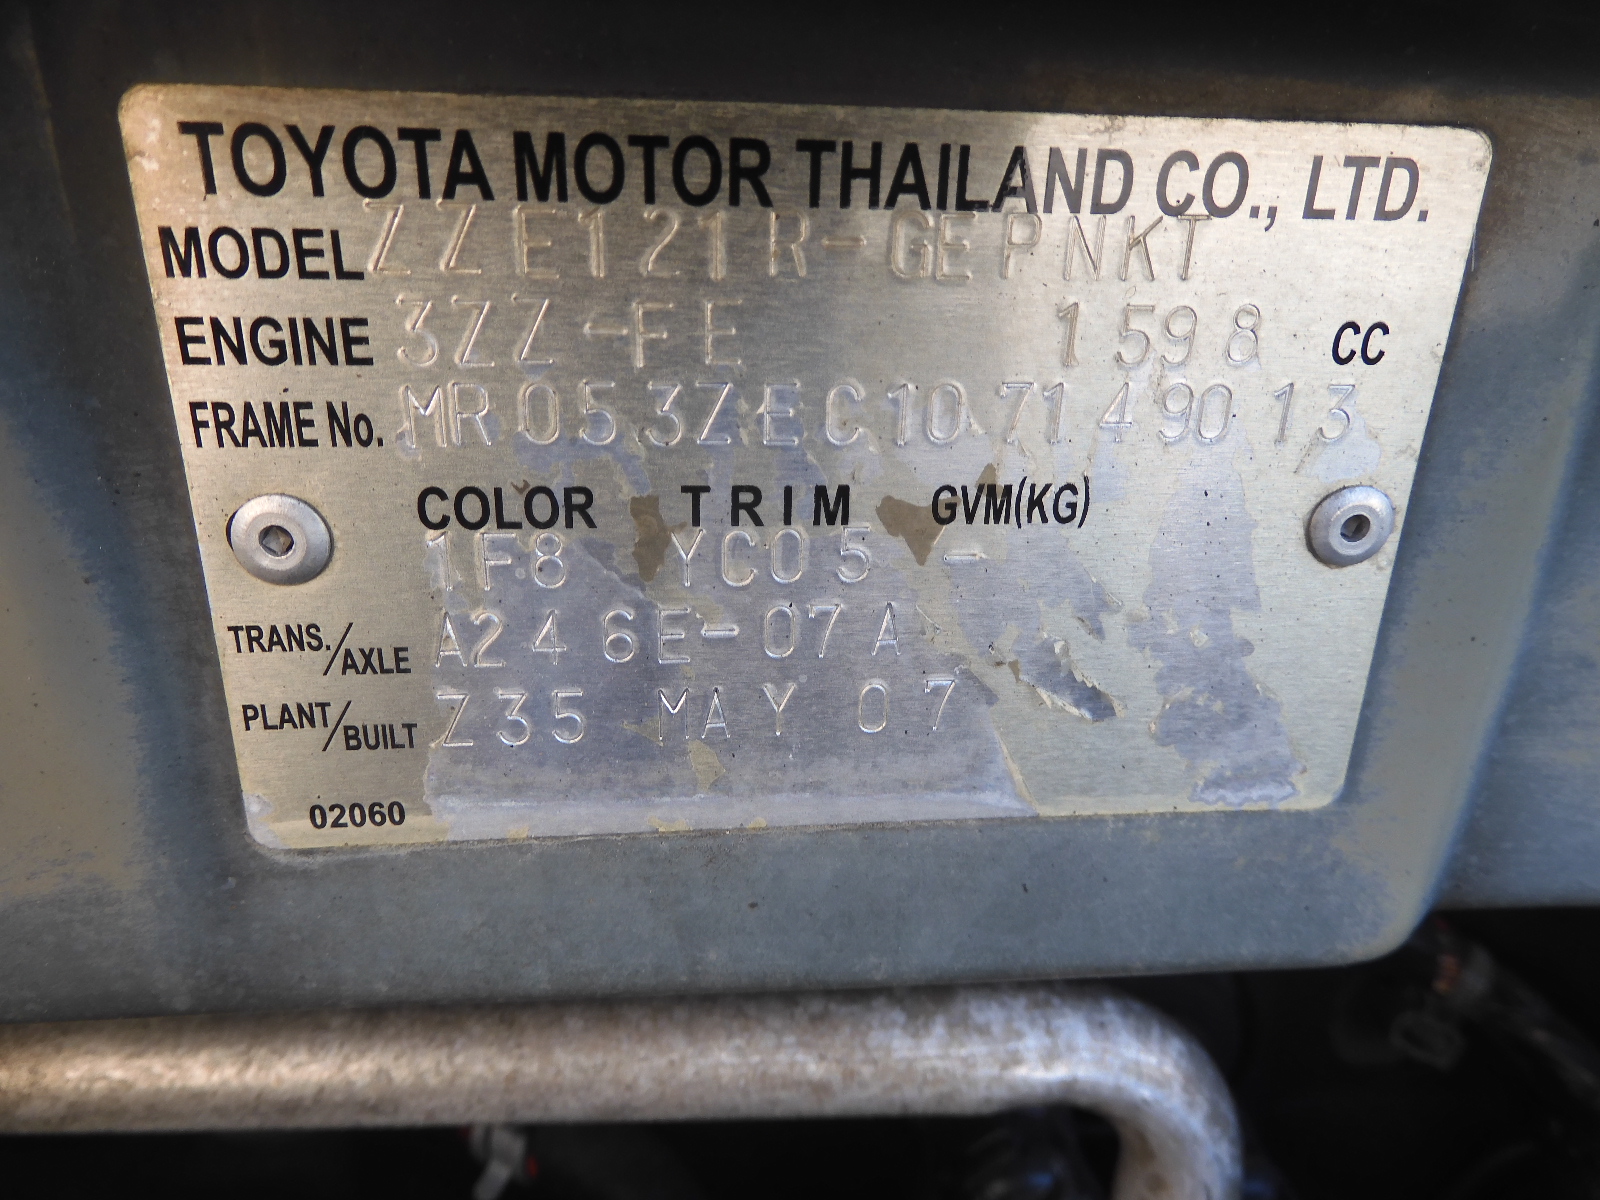 TOYOTA MOTOR THAILAND CO., LTD.
MODEL ZZE121R-GEPNKT
ENGINE 3ZZ-FE 1598 CC
FRAME No. MR053ZEC107149013
COLOR TRIM GVM(KG)
1F8 YC05 -
TRANS./AXLE A246E-07A
PLANT/BUILT Z35 MAY 07
02060